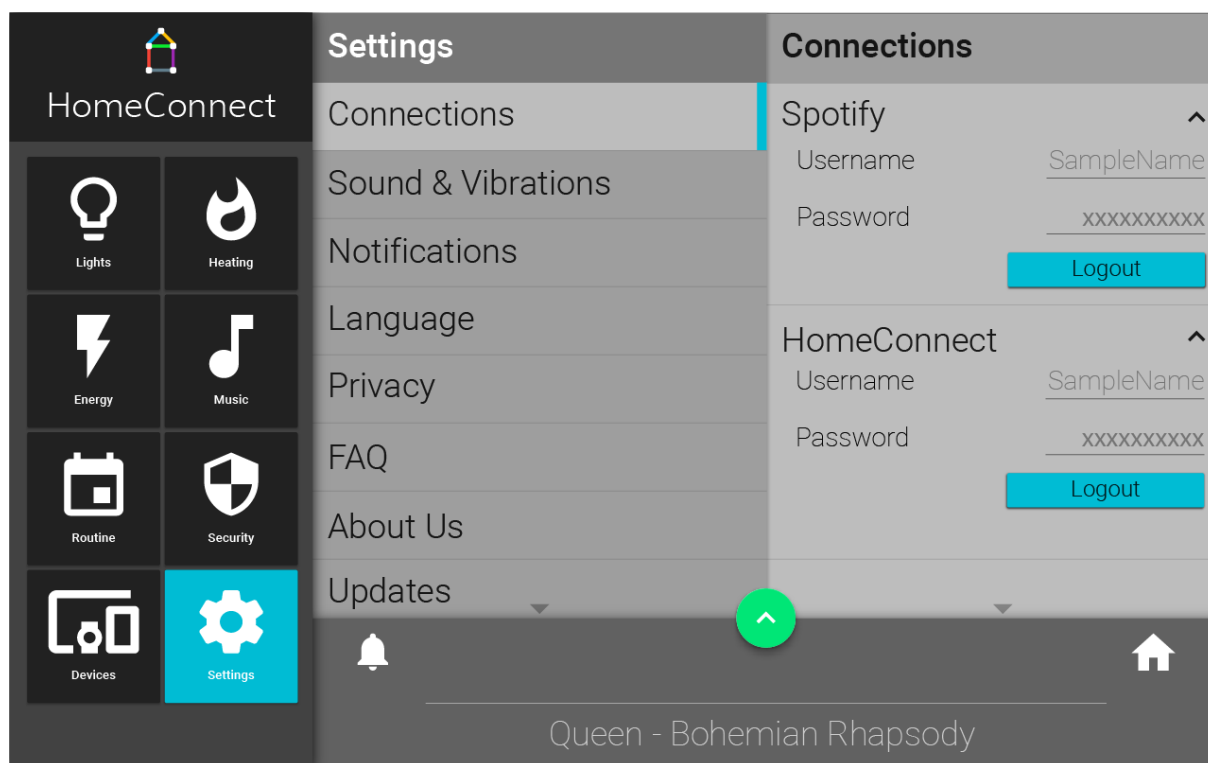 HomeConnect
Lights
Heating
Energy
Music
Routine
Security
Devices
Settings
Settings
Connections
Sound & Vibrations
Notifications
Language
Privacy
FAQ
About Us
Updates
Connections
Spotify
Username SampleName
Password xxxxxxxxxx
Logout
HomeConnect
Username SampleName
Password xxxxxxxxxx
Logout
Queen - Bohemian Rhapsody